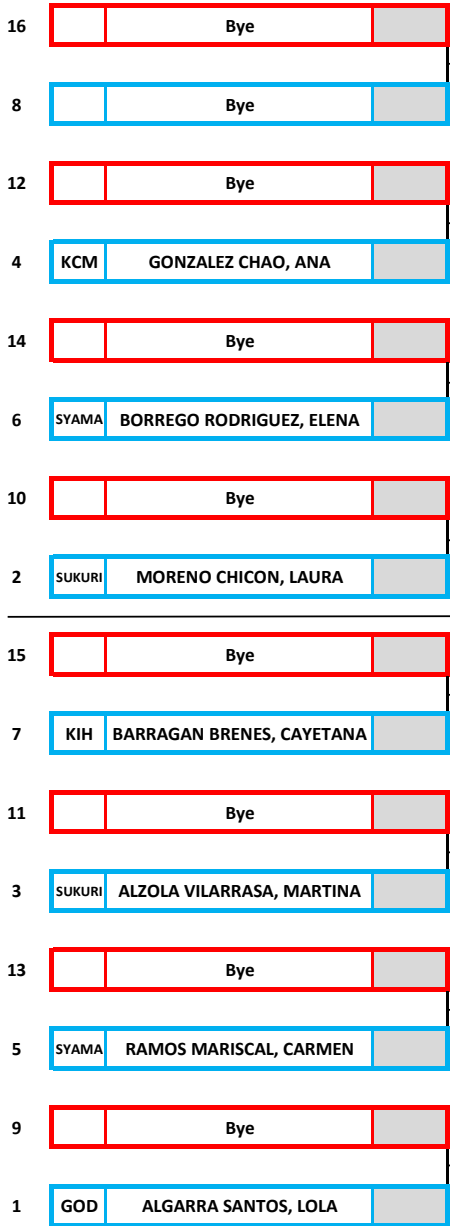 16 Bye
8 Bye
12 Bye
4 KCM GONZALEZ CHAO, ANA
14 Bye
6 SYAMA BORREGO RODRIGUEZ, ELENA
10 Bye
2 SUKURI MORENO CHICON, LAURA
15 Bye
7 KIH BARRAGAN BRENES, CAYETANA
11 Bye
3 SUKURI ALZOLA VILARRASA, MARTINA
13 Bye
5 SYAMA RAMOS MARISCAL, CARMEN
9 Bye
1 GOD ALGARRA SANTOS, LOLA